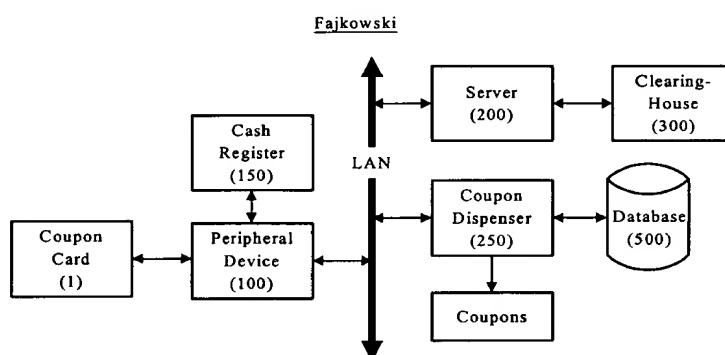 Fajkowski
Server
(200)
Clearing-
House
(300)
Cash
Register
(150)
LAN
Coupon
Card
(1)
Peripheral
Device
(100)
Coupon
Dispenser
(250)
Database
(500)
Coupons